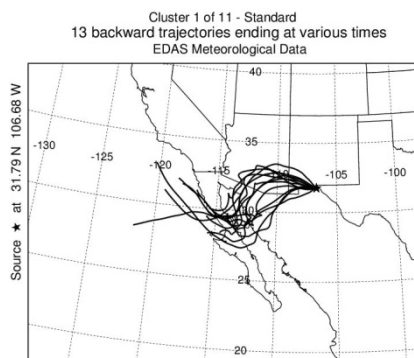 Cluster 1 of 11 - Standard
13 backward trajectories ending at various times
EDAS Meteorological Data
Source ★ at 31.79 N 106.68 W
40
-130
-125
-120
-115
35
-105
-100
30
25
20